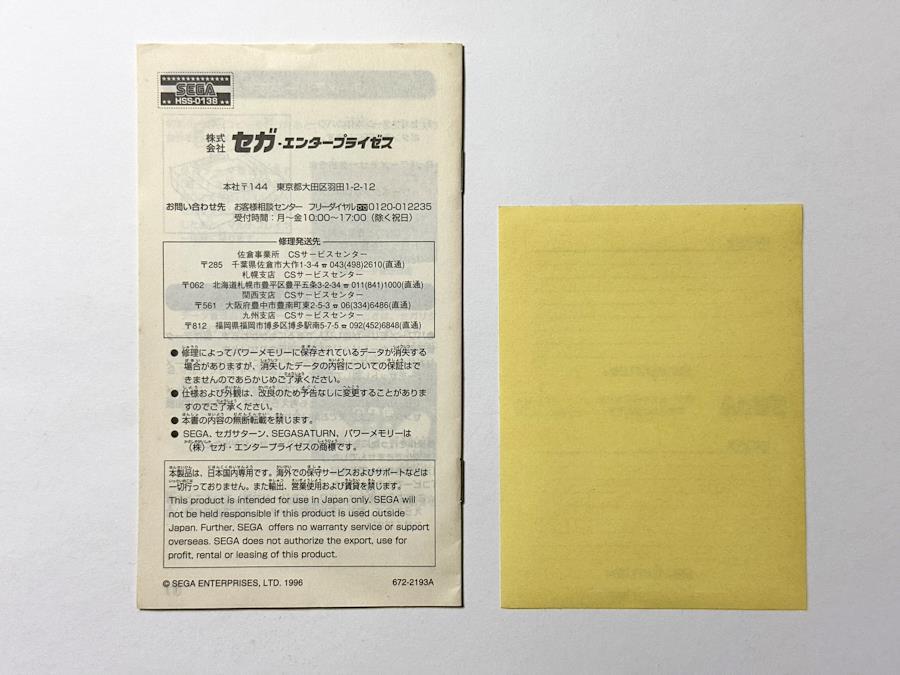 SEGA
HSS-0138
株式会社 セガ・エンタープライゼス
本社〒144 東京都大田区羽田1-2-12
お問い合わせ先 お客様相談センター フリーダイヤル0120-012235
受付時間：月〜金10:00〜17:00（除く祝日）
修理発送先
佐倉事業所 CSサービスセンター
〒285 千葉県佐倉市大作1-3-4☎043(498)2610(直通)
札幌支店 CSサービスセンター
〒062 北海道札幌市豊平区豊平五条3-2-34☎011(841)1000(直通)
関西支店 CSサービスセンター
〒561 大阪府豊中市豊南町東2-5-3☎06(334)6486(直通)
九州支店 CSサービスセンター
〒812 福岡県福岡市博多区博多駅南5-7-5☎092(452)6848(直通)
● 修理によってパワーメモリーに保存されているデータが消失する
場合がありますが、消失したデータの内容についての保証はで
きませんのであらかじめご了承ください。
● 仕様および外観は、改良のため予告なしに変更することがありま
すのでご了承ください。
● 本書の内容の無断転載を禁じます。
● SEGA、セガサターン、SEGASATURN、パワーメモリーは
（株）セガ・エンタープライゼスの商標です。
本製品は、日本国内専用です。海外での保守サービスおよびサポートなどは
一切行っておりません。また輸出、営業使用および賃貸を禁じます。
This product is intended for use in Japan only. SEGA will
not be held responsible if this product is used outside
Japan. Further, SEGA offers no warranty service or support
overseas. SEGA does not authorize the export, use for
profit, rental or leasing of this product.
© SEGA ENTERPRISES, LTD. 1996 672-2193A